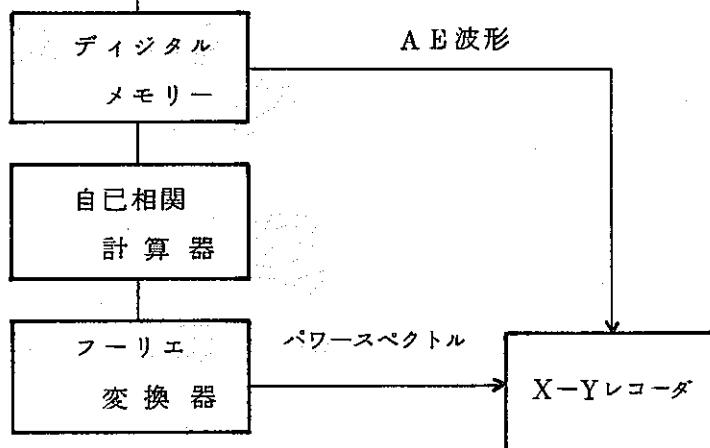 ディジタル
メモリー
AE波形
自已相関
計算器
フーリエ
変換器
パワースペクトル
X-Yレコーダ